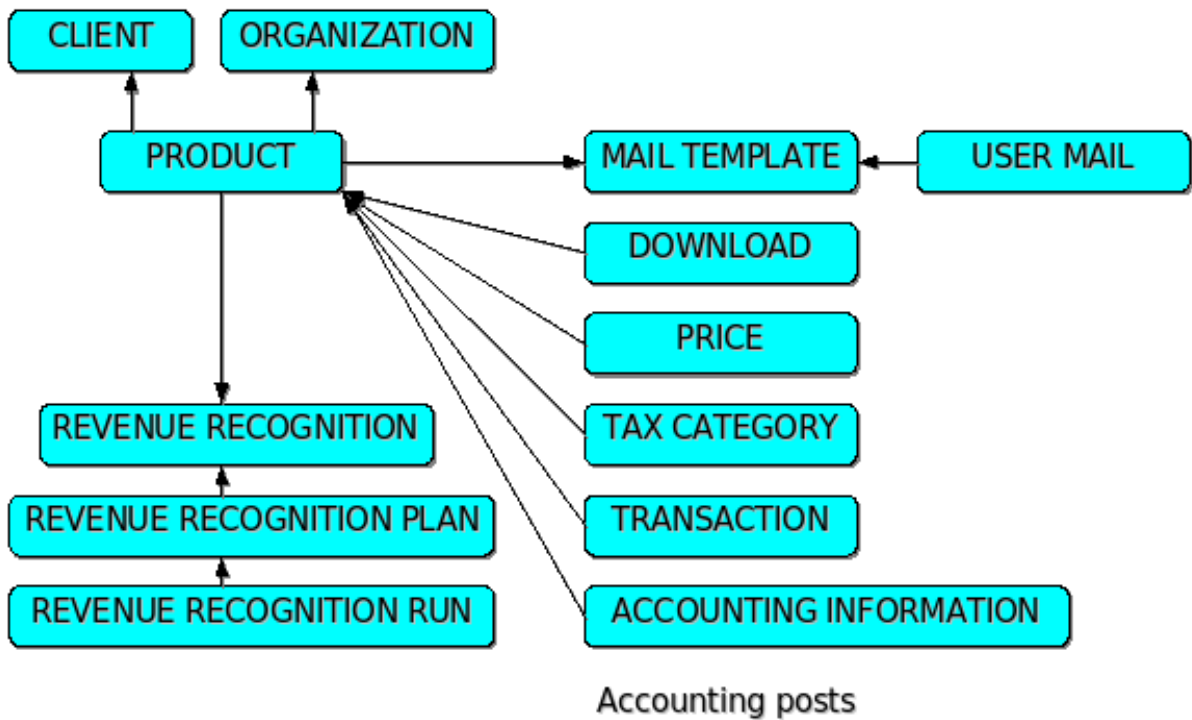 CLIENT
ORGANIZATION
PRODUCT
MAIL TEMPLATE
USER MAIL
DOWNLOAD
PRICE
REVENUE RECOGNITION
TAX CATEGORY
REVENUE RECOGNITION PLAN
TRANSACTION
REVENUE RECOGNITION RUN
ACCOUNTING INFORMATION
Accounting posts